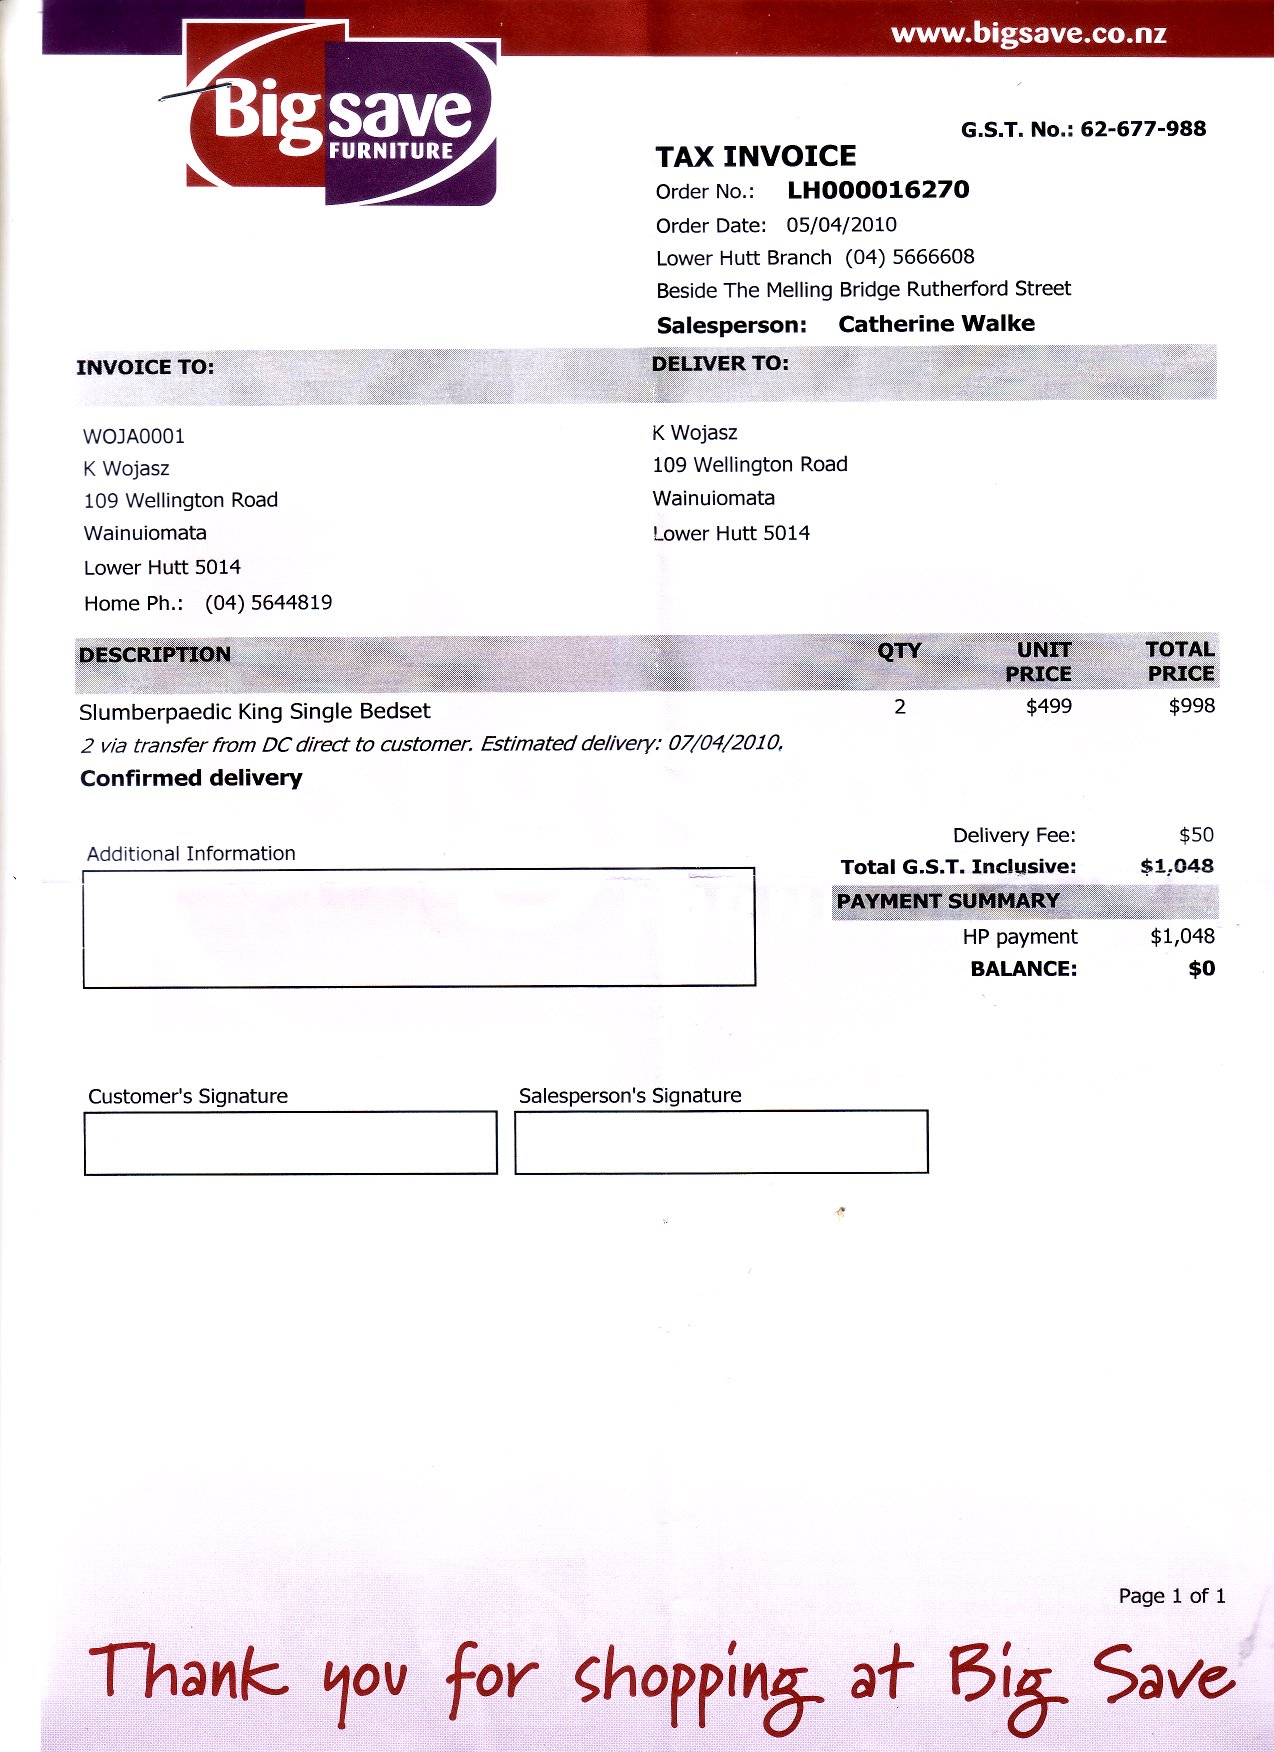 www.bigsave.co.nz
Big save
FURNITURE
G.S.T. No.: 62-677-988
TAX INVOICE
Order No.: LH000016270
Order Date: 05/04/2010
Lower Hutt Branch (04) 5666608
Beside The Melling Bridge Rutherford Street
Salesperson: Catherine Walke
INVOICE TO: DELIVER TO:
WOJA0001 K Wojasz
K Wojasz 109 Wellington Road
109 Wellington Road Wainuiomata
Wainuiomata Lower Hutt 5014
Lower Hutt 5014
Home Ph.: (04) 5644819
DESCRIPTION QTY UNIT PRICE TOTAL PRICE
Slumberpaedic King Single Bedset 2 $499 $998
2 via transfer from DC direct to customer. Estimated delivery: 07/04/2010.
Confirmed delivery
Delivery Fee: $50
Additional Information
Total G.S.T. Inclusive: $1,048
PAYMENT SUMMARY
HP payment $1,048
BALANCE: $0
Customer's Signature Salesperson's Signature
Page 1 of 1
Thank you for shopping at Big Save